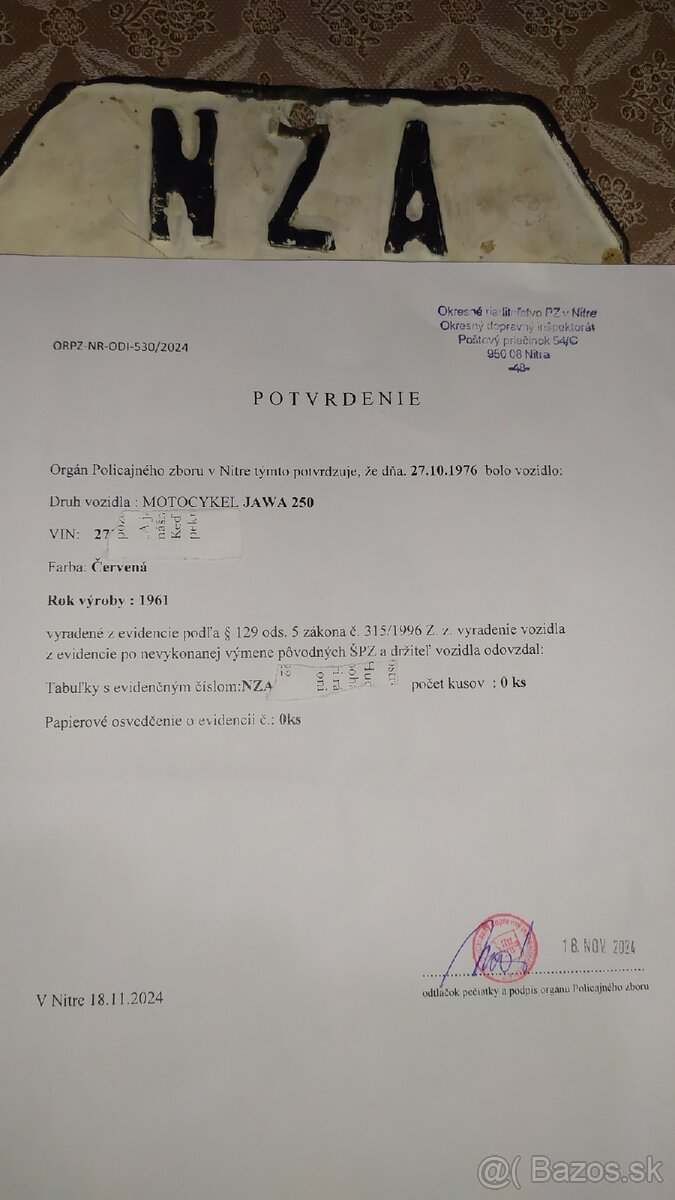 NZA
Okresné riaditeľstvo PZ v Nitre
Okresný dopravný inšpektorát
Poštový priečinok 54/C
950 08 Nitra
-48-
ORPZ-NR-ODI-530/2024
POTVRDENIE
Orgán Policajného zboru v Nitre týmto potvrdzuje, že dňa. 27.10.1976 bolo vozidlo:
Druh vozidla : MOTOCYKEL JAWA 250
VIN: 27
Farba: Červená
Rok výroby : 1961
vyradené z evidencie podľa § 129 ods. 5 zákona č. 315/1996 Z. z. vyradenie vozidla
z evidencie po nevykonanej výmene pôvodných ŠPZ a držiteľ vozidla odovzdal:
Tabuľky s evidenčným číslom:NZA počet kusov : 0 ks
Papierové osvedčenie o evidencii č.: 0ks
18. NOV. 2024
odtlačok pečiatky a podpis orgánu Policajného zboru
V Nitre 18.11.2024
@( Bazos.sk